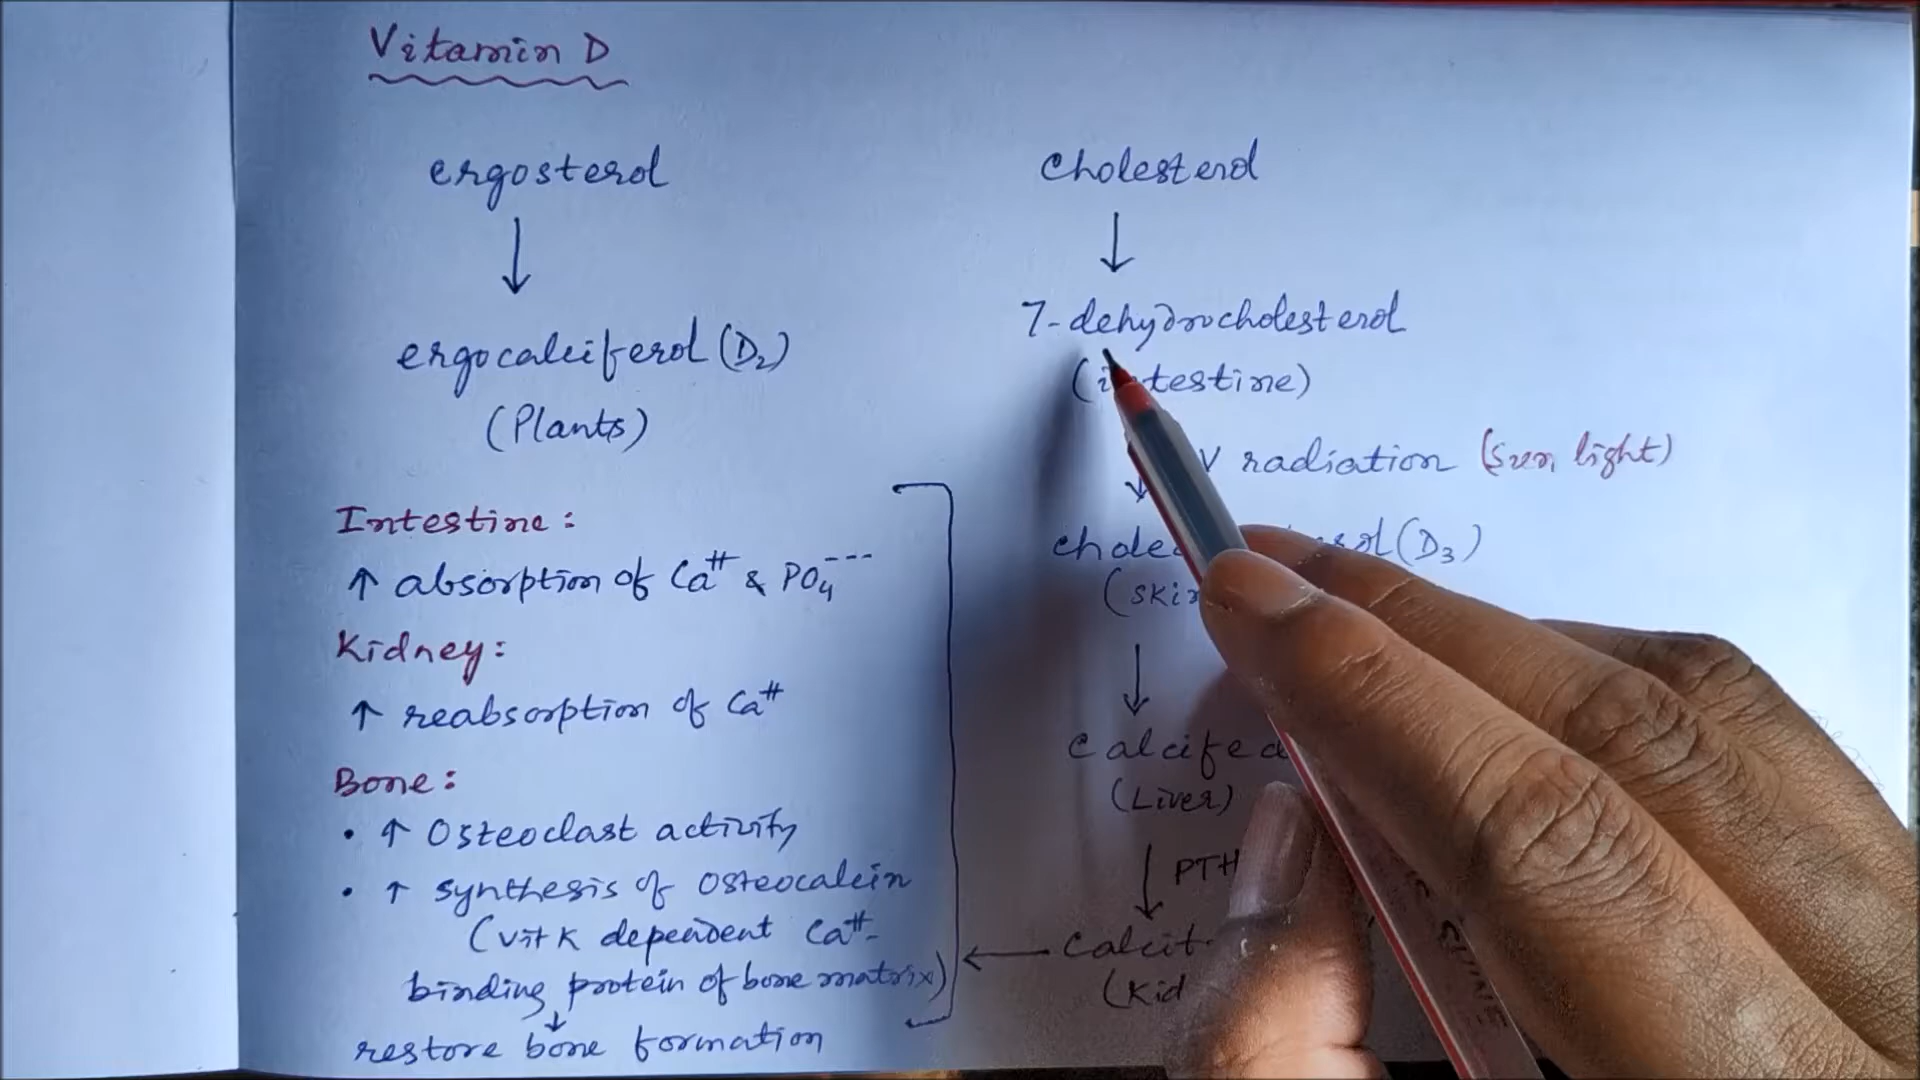 Vitamin D
ergosterol
ergocalciferol (D2)
(Plants)
Intestine:
↑ absorption of Ca++ & PO4---
Kidney:
↑ reabsorption of Ca++
Bone:
• ↑ Osteoclast activity
• ↑ synthesis of Osteocalcin
(vit K dependent Ca++-
binding protein of bone matrix)
↓
restore bone formation
Cholesterol
7-dehydrocholesterol
(intestine)
radiation (Sun light)
(D3)
(Liver)
PTH